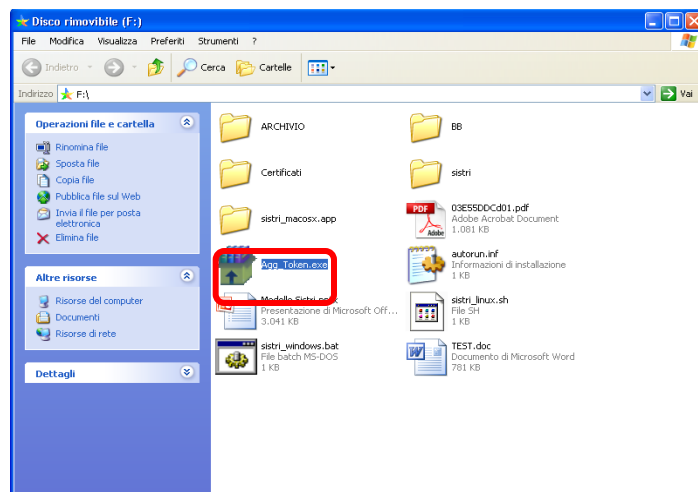 Disco rimovibile (F:)
File Modifica Visualizza Preferiti Strumenti ?
Indietro Cerca Cartelle
Indirizzo F:\ Vai
Operazioni file e cartella
Rinomina file
Sposta file
Copia file
Pubblica file sul Web
Invia il file per posta
elettronica
Elimina file
Altre risorse
Risorse del computer
Documenti
Risorse di rete
Dettagli
ARCHIVIO
BB
Certificati
sistri
sistri_macosx.app
PDF
Adobe
03E55DDCd01.pdf
Adobe Acrobat Document
1.081 KB
Agg_Token.exe
autorun.inf
Informazioni di installazione
1 KB
Modello Sistri
Presentazione di Microsoft Off...
3.041 KB
sistri_linux.sh
File SH
1 KB
sistri_windows.bat
File batch MS-DOS
1 KB
TEST.doc
Documento di Microsoft Word
781 KB